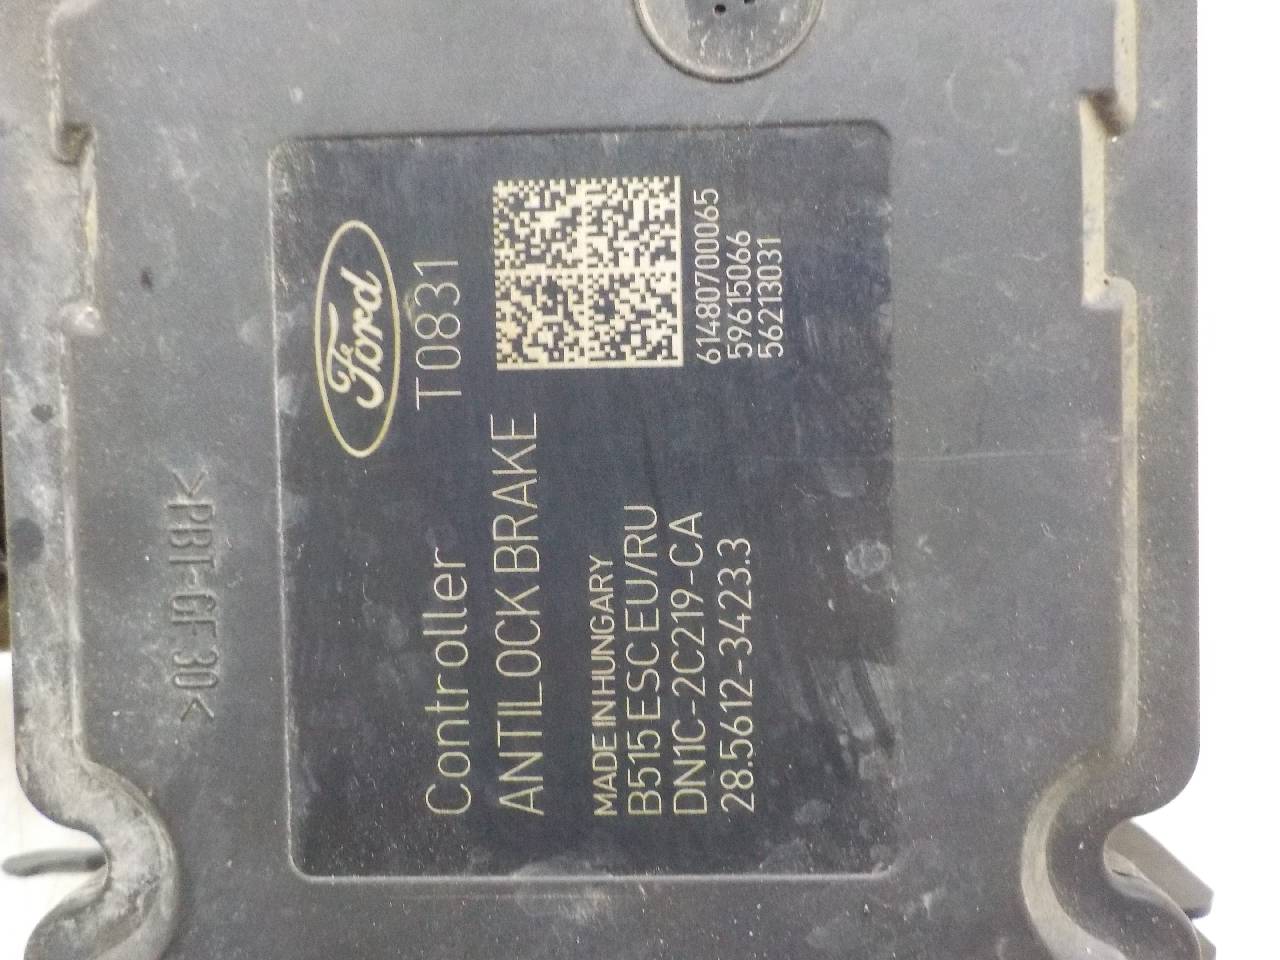 >PBT-GF30<
Ford
Controller T0831
ANTILOCK BRAKE
MADE IN HUNGARY
B515 ESC EU/RU
DN1C-2C219-CA
28.5612-3423.3
61480700065
59615066
56213031